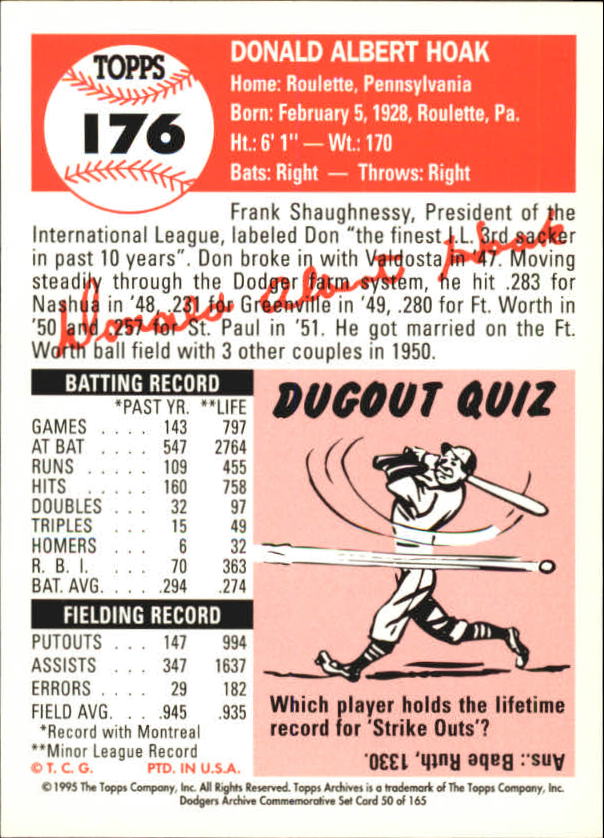 TOPPS
176
DONALD ALBERT HOAK
Home: Roulette, Pennsylvania
Born: February 5, 1928, Roulette, Pa.
Ht.: 6' 1" — Wt.: 170
Bats: Right — Throws: Right
Frank Shaughnessy, President of the
International League, labeled Don "the finest I.L. 3rd sacker
in past 10 years". Don broke in with Valdosta in '47. Moving
steadily through the Dodger farm system, he hit .283 for
Nashua in '48, .231 for Greenville in '49, .280 for Ft. Worth in
'50 and .257 for St. Paul in '51. He got married on the Ft.
Worth ball field with 3 other couples in 1950.
Donald Albert Hoak
BATTING RECORD
*PAST YR. **LIFE
GAMES . . . . 143 797
AT BAT . . . . 547 2764
RUNS . . . . . 109 455
HITS . . . . . 160 758
DOUBLES . . . 32 97
TRIPLES . . . 15 49
HOMERS . . . 6 32
R. B. I. . . . . 70 363
BAT. AVG. . . . .294 .274
FIELDING RECORD
PUTOUTS . . . 147 994
ASSISTS . . . . 347 1637
ERRORS . . . . 29 182
FIELD AVG. . . .945 .935
*Record with Montreal
**Minor League Record
© T. C. G. PTD. IN U.S.A.
DUGOUT QUIZ
Which player holds the lifetime
record for 'Strike Outs'?
Ans.: Babe Ruth, 1330.
© 1995 The Topps Company, Inc. All Rights Reserved. Topps Archives is a trademark of The Topps Company, Inc.
Dodgers Archive Commemorative Set Card 50 of 165